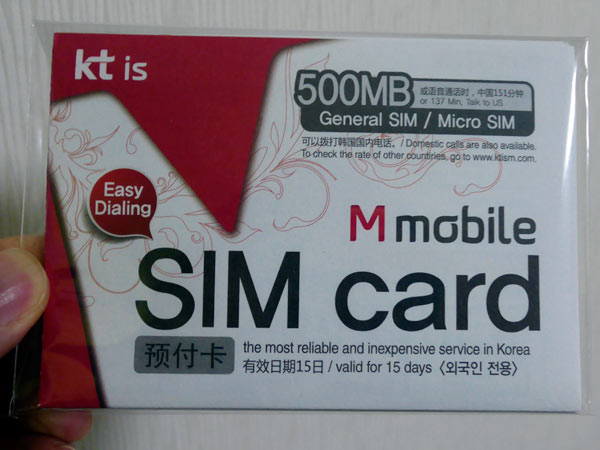 kt is
500MB
或语音通话时, 中国151分钟
or 137 Min, Talk to US
General SIM / Micro SIM
可以拨打韩国国内电话。/ Domestic calls are also available.
To check the rate of other countries, go to www.ktism.com.
Easy
Dialing
M mobile
SIM card
预付卡
the most reliable and inexpensive service in Korea
有效日期15日 / valid for 15 days 〈외국인 전용〉